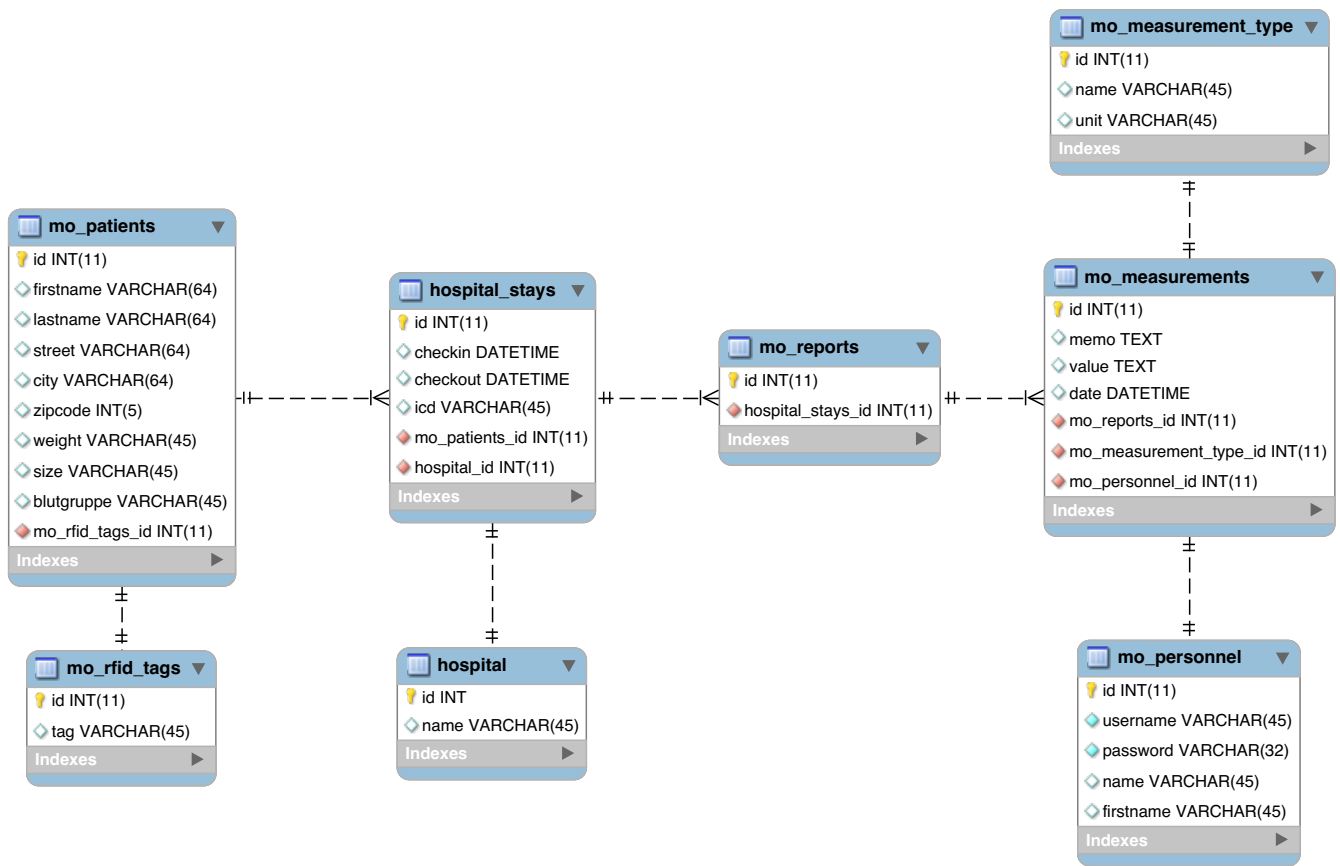 mo_measurement_type
id INT(11)
name VARCHAR(45)
unit VARCHAR(45)
Indexes
mo_patients
id INT(11)
firstname VARCHAR(64)
lastname VARCHAR(64)
street VARCHAR(64)
city VARCHAR(64)
zipcode INT(5)
weight VARCHAR(45)
size VARCHAR(45)
blutgruppe VARCHAR(45)
mo_rfid_tags_id INT(11)
Indexes
hospital_stays
id INT(11)
checkin DATETIME
checkout DATETIME
icd VARCHAR(45)
mo_patients_id INT(11)
hospital_id INT(11)
Indexes
mo_reports
id INT(11)
hospital_stays_id INT(11)
Indexes
mo_measurements
id INT(11)
memo TEXT
value TEXT
date DATETIME
mo_reports_id INT(11)
mo_measurement_type_id INT(11)
mo_personnel_id INT(11)
Indexes
mo_rfid_tags
id INT(11)
tag VARCHAR(45)
Indexes
hospital
id INT
name VARCHAR(45)
Indexes
mo_personnel
id INT(11)
username VARCHAR(45)
password VARCHAR(32)
name VARCHAR(45)
firstname VARCHAR(45)
Indexes